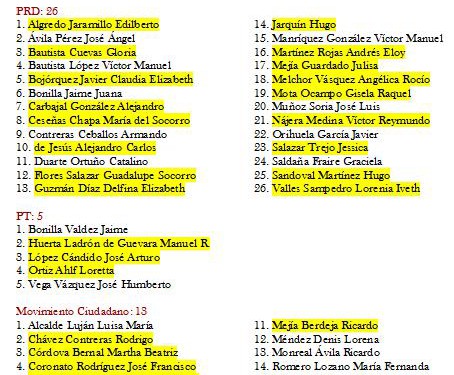 PRD: 26
1. Algredo Jaramillo Edilberto
2. Ávila Pérez José Ángel
3. Bautista Cuevas Gloria
4. Bautista López Víctor Manuel
5. Bojórquez Javier Claudia Elizabeth
6. Bonilla Jaime Juana
7. Carbajal González Alejandro
8. Ceseñas Chapa María del Socorro
9. Contreras Ceballos Armando
10. de Jesús Alejandro Carlos
11. Duarte Ortuño Catalino
12. Flores Salazar Guadalupe Socorro
13. Guzmán Díaz Delfina Elizabeth
14. Jarquín Hugo
15. Manríquez González Víctor Manuel
16. Martínez Rojas Andrés Eloy
17. Mejía Guardado Julisa
18. Melchor Vásquez Angélica Rocío
19. Mota Ocampo Gisela Raquel
20. Muñoz Soria José Luis
21. Nájera Medina Víctor Reymundo
22. Orihuela García Javier
23. Salazar Trejo Jessica
24. Saldaña Fraire Graciela
25. Sandoval Martínez Hugo
26. Valles Sampedro Lorenia Iveth
PT: 5
1. Bonilla Valdez Jaime
2. Huerta Ladrón de Guevara Manuel R
3. López Cándido José Arturo
4. Ortiz Ahlf Loretta
5. Vega Vázquez José Humberto
Movimiento Ciudadano: 13
1. Alcalde Luján Luisa María
2. Chávez Contreras Rodrigo
3. Córdova Bernal Martha Beatriz
4. Coronato Rodríguez José Francisco
11. Mejía Berdeja Ricardo
12. Méndez Denis Lorena
13. Monreal Ávila Ricardo
14. Romero Lozano María Fernanda